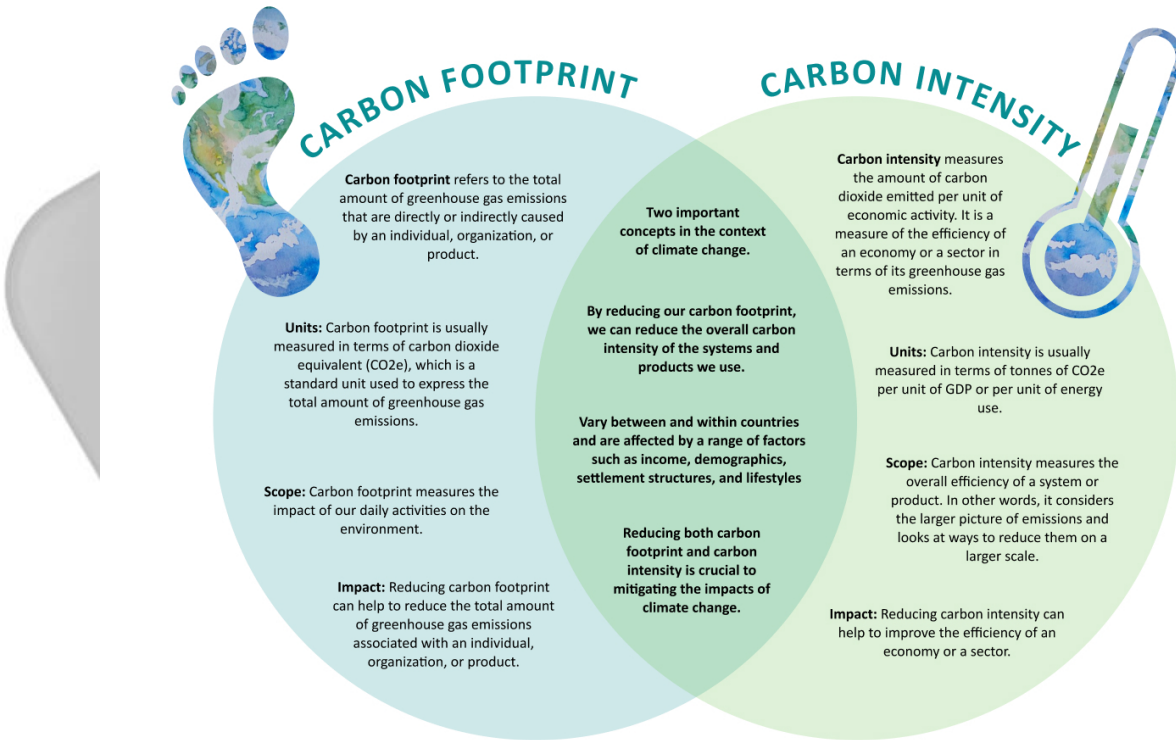 CARBON FOOTPRINT
Carbon footprint refers to the total
amount of greenhouse gas emissions
that are directly or indirectly caused
by an individual, organization, or
product.
Units: Carbon footprint is usually
measured in terms of carbon dioxide
equivalent (CO2e), which is a
standard unit used to express the
total amount of greenhouse gas
emissions.
Scope: Carbon footprint measures the
impact of our daily activities on the
environment.
Impact: Reducing carbon footprint
can help to reduce the total amount
of greenhouse gas emissions
associated with an individual,
organization, or product.
Two important
concepts in the context
of climate change.
By reducing our carbon footprint,
we can reduce the overall carbon
intensity of the systems and
products we use.
Vary between and within countries
and are affected by a range of factors
such as income, demographics,
settlement structures, and lifestyles
Reducing both carbon
footprint and carbon
intensity is crucial to
mitigating the impacts of
climate change.
CARBON INTENSITY
Carbon intensity measures
the amount of carbon
dioxide emitted per unit of
economic activity. It is a
measure of the efficiency of
an economy or a sector in
terms of its greenhouse gas
emissions.
Units: Carbon intensity is usually
measured in terms of tonnes of CO2e
per unit of GDP or per unit of energy
use.
Scope: Carbon intensity measures the
overall efficiency of a system or
product. In other words, it considers
the larger picture of emissions and
looks at ways to reduce them on a
larger scale.
Impact: Reducing carbon intensity can
help to improve the efficiency of an
economy or a sector.